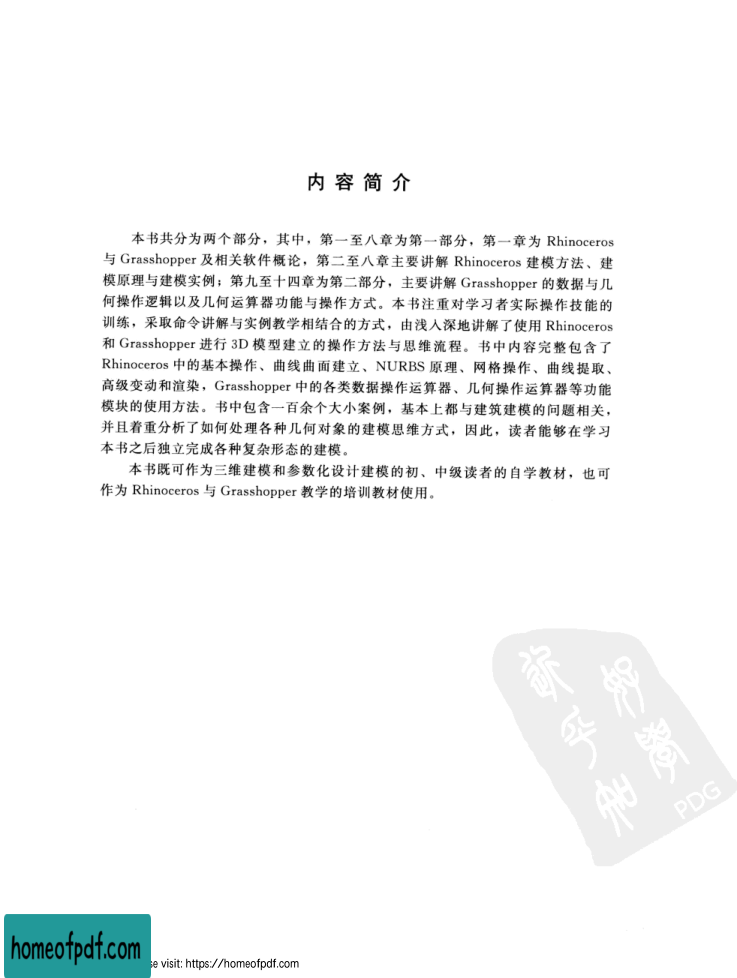 内容简介
本书共分为两个部分，其中，第一至八章为第一部分，第一章为 Rhinoceros
与 Grasshopper 及相关软件概论，第二至八章主要讲解 Rhinoceros 建模方法、建
模原理与建模实例；第九至十四章为第二部分，主要讲解 Grasshopper 的数据与几
何操作逻辑以及几何运算器功能与操作方式。本书注重对学习者实际操作技能的
训练，采取命令讲解与实例教学相结合的方式，由浅入深地讲解了使用 Rhinoceros
和 Grasshopper 进行 3D 模型建立的操作方法与思维流程。书中内容完整包含了
Rhinoceros 中的基本操作、曲线曲面建立、NURBS 原理、网格操作、曲线提取、
高级变动和渲染，Grasshopper 中的各类数据操作运算器、几何操作运算器等功能
模块的使用方法。书中包含一百余个大小案例，基本上都与建筑建模的问题相关，
并且着重分析了如何处理各种几何对象的建模思维方式，因此，读者能够在学习
本书之后独立完成各种复杂形态的建模。
本书既可作为三维建模和参数化设计建模的初、中级读者的自学教材，也可
作为 Rhinoceros 与 Grasshopper 教学的培训教材使用。
PDG
homeofpdf.com
se visit: https://homeofpdf.com